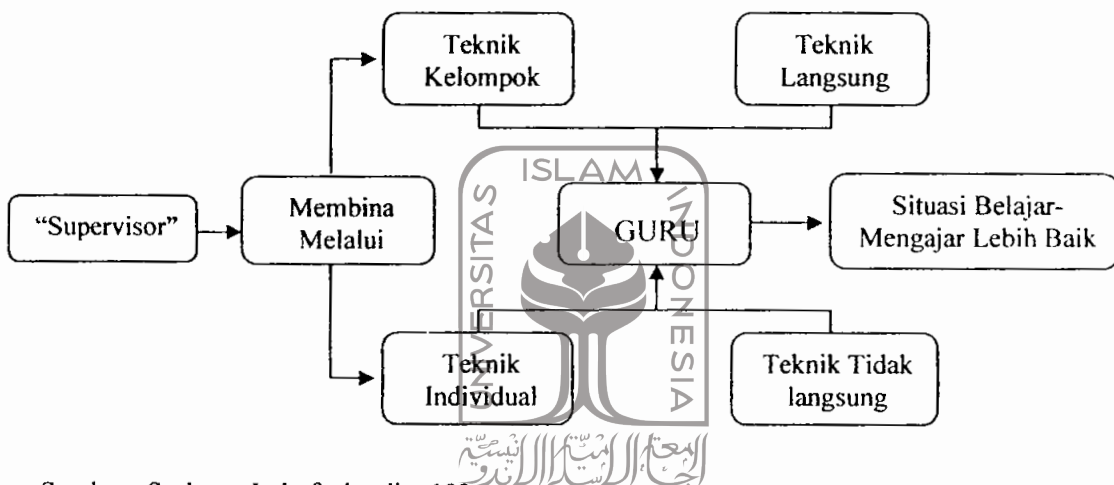 Teknik
Kelompok
Teknik
Langsung
"Supervisor"
Membina
Melalui
GURU
Situasi Belajar-
Mengajar Lebih Baik
Teknik
Individual
Teknik Tidak
langsung
UNIVERSITAS
ISLAM
INDONESIA